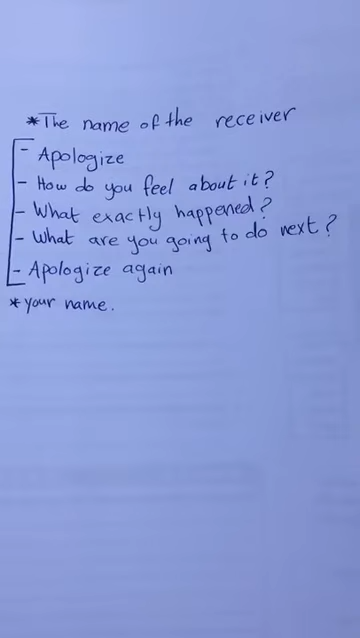 *The name of the receiver
- Apologize
- How do you feel about it?
- What exactly happened?
- What are you going to do next?
- Apologize again
* your name.